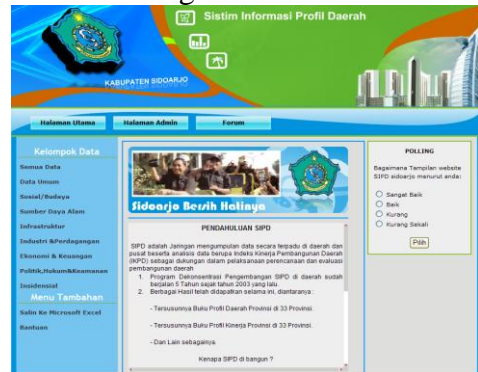 Sistim Informasi Profil Daerah
KABUPATEN SIDOARJO
Halaman Utama
Halaman Admin
Forum
Kelompok Data
Semua Data
Data Umum
Sosial/Budaya
Sumber Daya Alam
Infrastruktur
Industri &Perdagangan
Ekonomi & Keuangan
Politik,Hukum&Keamanan
Insidensial
Menu Tambahan
Salin Ke Microsoft Excel
Bantuan
Sidoarjo Bersih Hatinya
PENDAHULUAN SIPD
SIPD adalah Jaringan mengumpulan data secara terpadu di daerah dan
pusat beserta analisis data berupa Indeks Kinerja Pembangunan Daerah
(IKPD) sebagai dukungan dalam pelaksanaan perencanaan dan evaluasi
pembangunan daerah
1. Program Dekonsentrasi Pengembangan SIPD di daerah sudah
berjalan 5 Tahun sejak tahun 2003 yang lalu.
2. Berbagai Hasil telah didapatkan selama ini, diantaranya :
- Tersusunnya Buku Profil Daerah Provinsi di 33 Provinsi.
- Tersusunnya Buku Profil Kinerja Provinsi di 33 Provinsi.
- Dan Lain sebagainya.
Kenapa SIPD di bangun ?
POLLING
Bagaimana Tampilan website
SIPD sidoarjo menurut anda:
Sangat Baik
Baik
Kurang
Kurang Sekali
Pilih